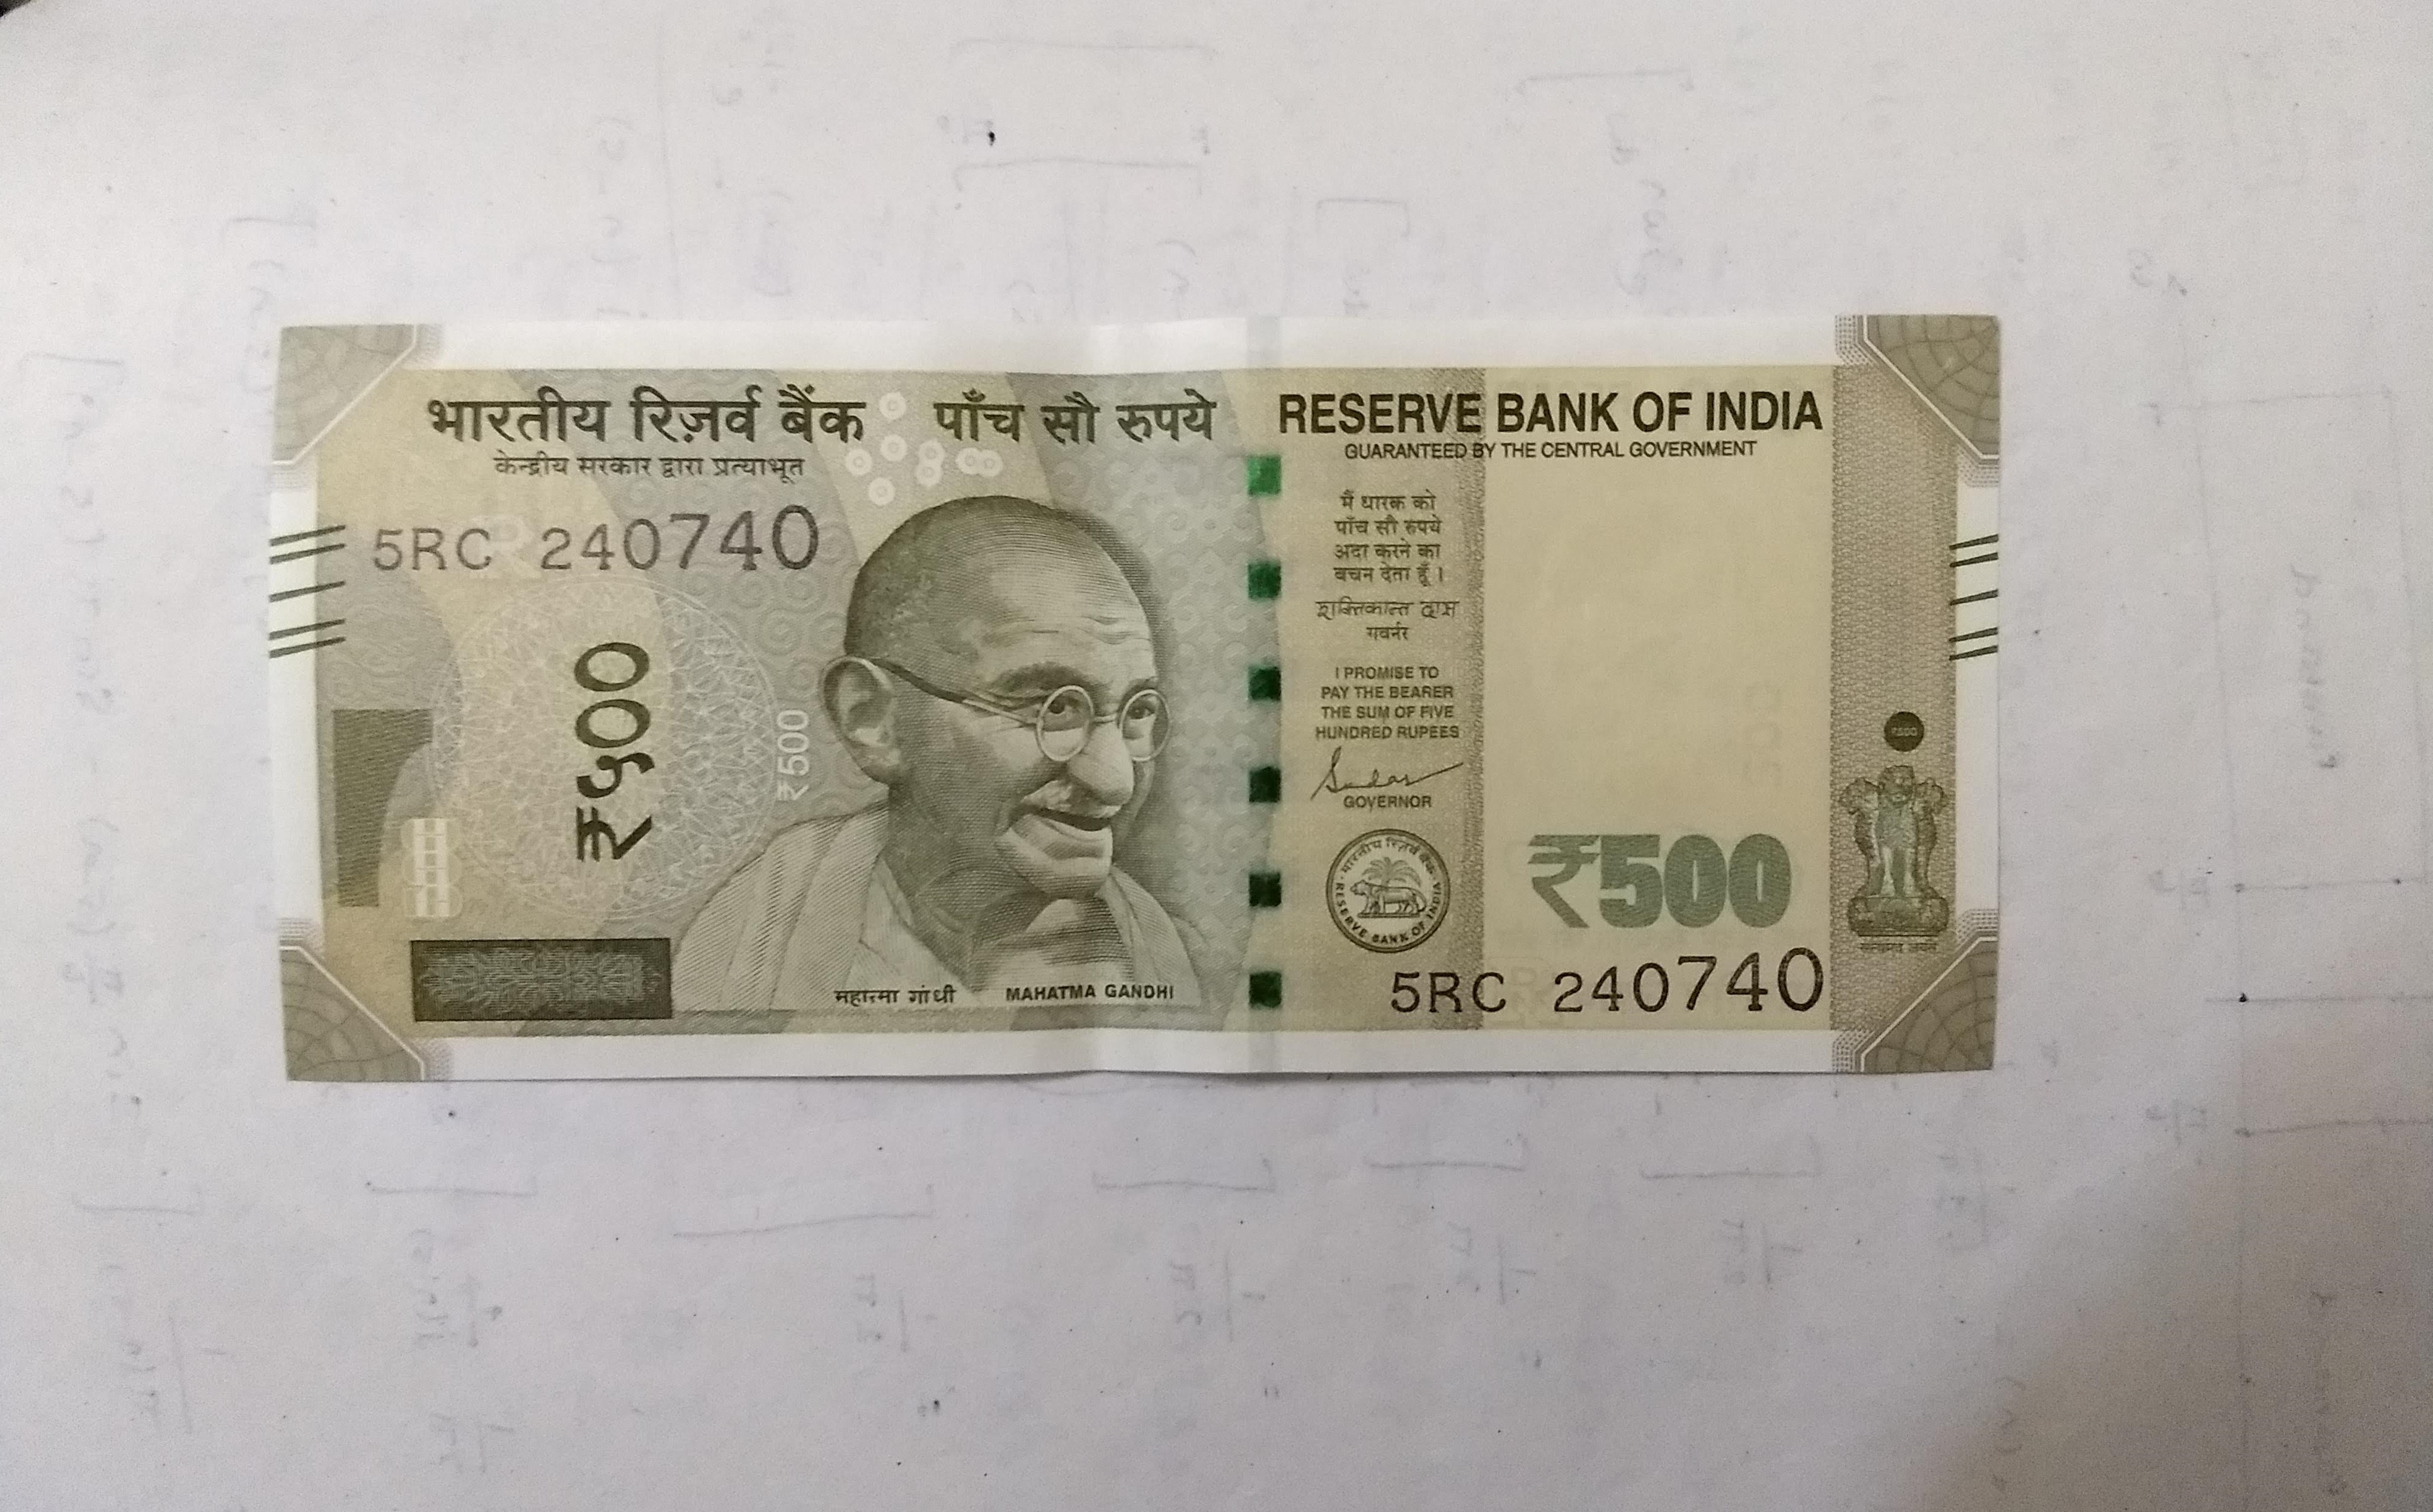 भारतीय रिज़र्व बैंक
केन्द्रीय सरकार द्वारा प्रत्याभूत
पाँच सौ रुपये
RESERVE BANK OF INDIA
GUARANTEED BY THE CENTRAL GOVERNMENT
5RC 240740
₹५००
₹500
मैं धारक को
पाँच सौ रुपये
अदा करने का
वचन देता हूँ ।
शक्तिकान्त दास
गवर्नर
I PROMISE TO
PAY THE BEARER
THE SUM OF FIVE
HUNDRED RUPEES
GOVERNOR
भारतीय रिज़र्व बैंक
RESERVE BANK OF INDIA
₹500
₹500
सत्यमेव जयते
महात्मा गांधी
MAHATMA GANDHI
5RC 240740